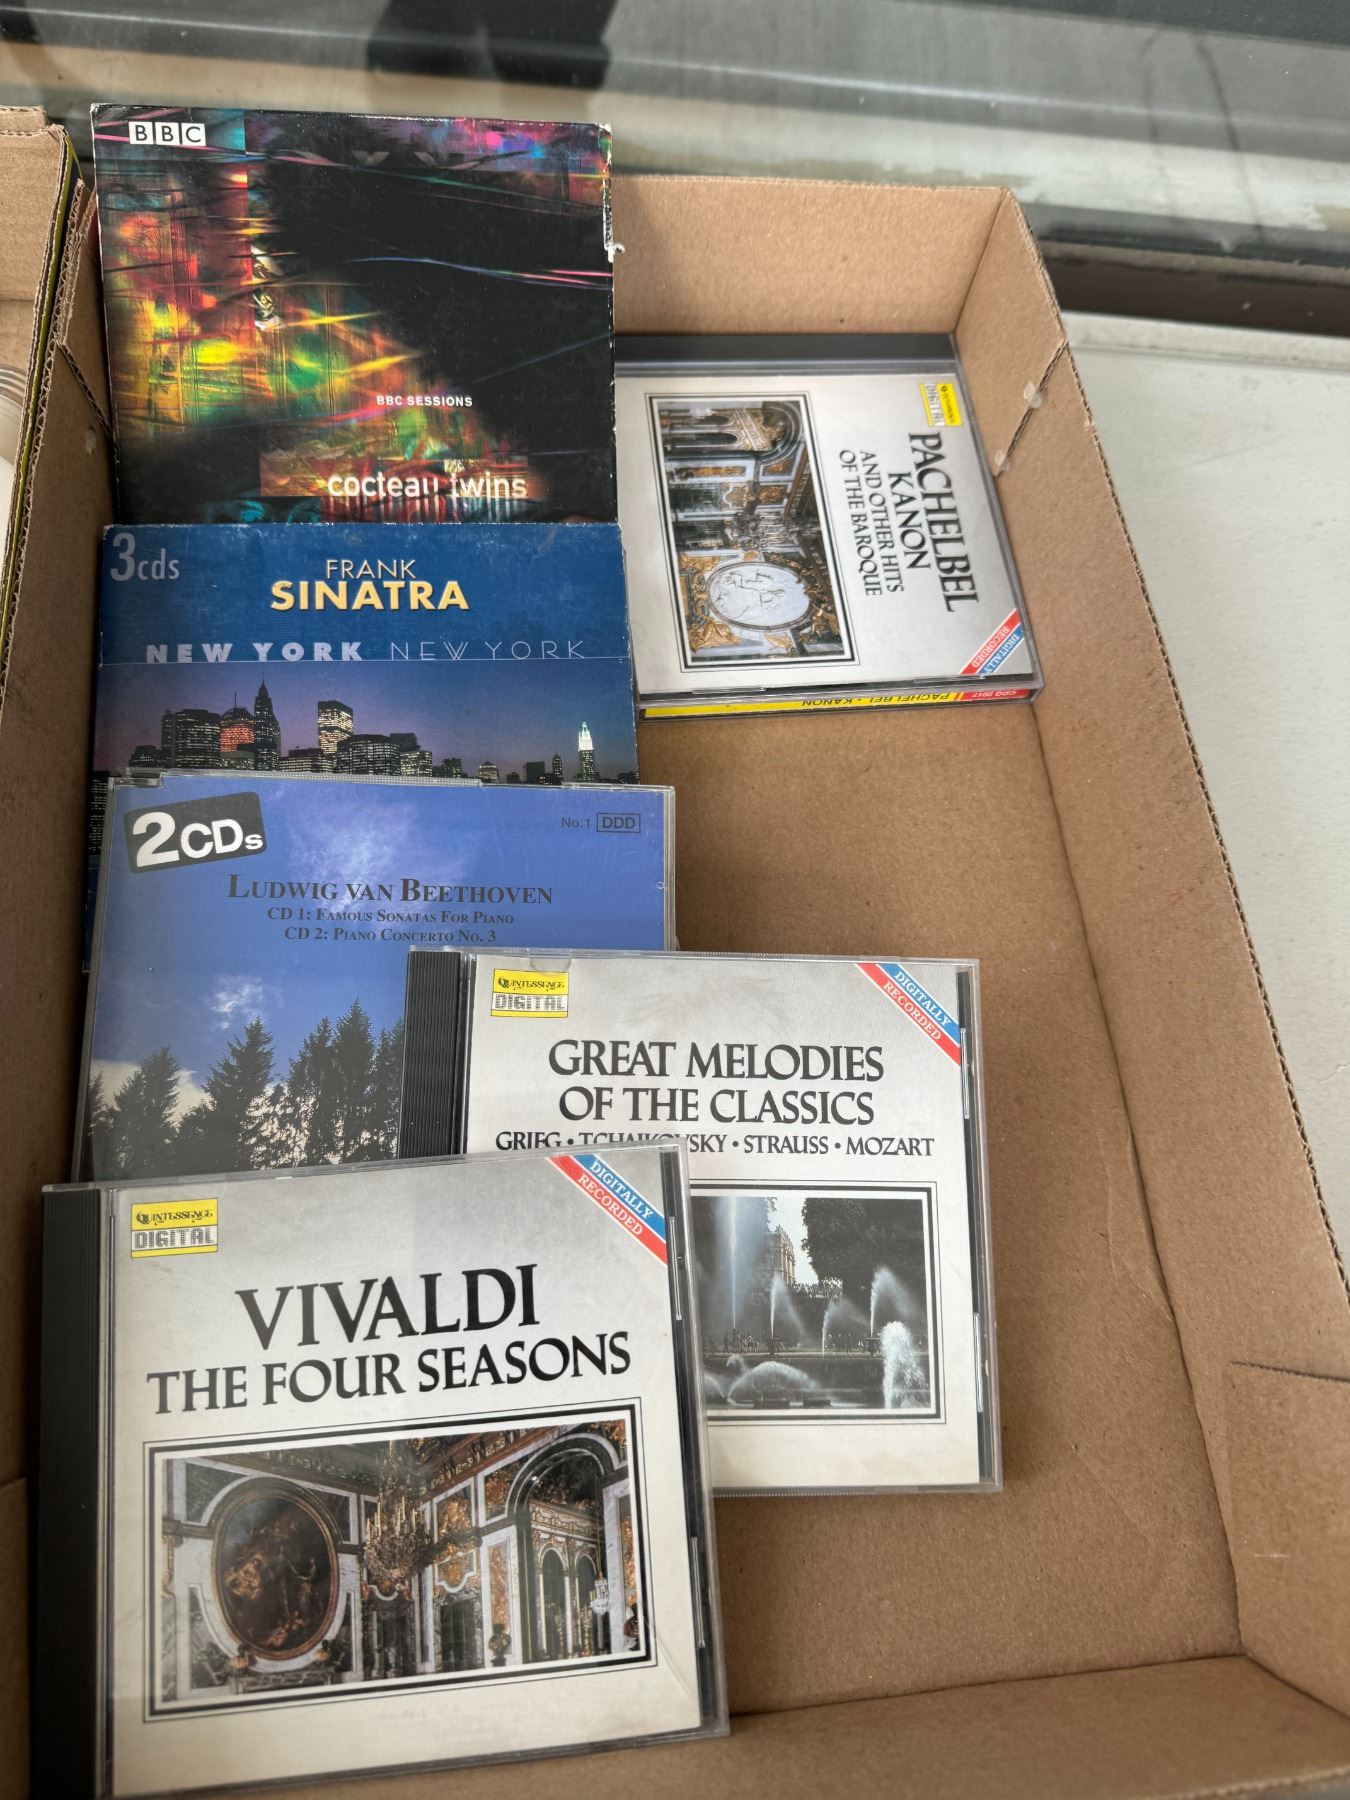 BBC
BBC SESSIONS
cocteau twins
3cds
FRANK
SINATRA
NEW YORK NEW YORK
QUINTESSENCE
DIGITAL
PACHELBEL
KANON
AND OTHER HITS
OF THE BAROQUE
DIGITALLY
RECORDED
CDQ 2017
PACHELBEL • KANON
2CDs
No.1 DDD
LUDWIG VAN BEETHOVEN
CD 1: FAMOUS SONATAS FOR PIANO
CD 2: PIANO CONCERTO NO. 3
QUINTESSENCE
DIGITAL
DIGITALLY
RECORDED
GREAT MELODIES
OF THE CLASSICS
GRIEG • TCHAIKOVSKY • STRAUSS • MOZART
QUINTESSENCE
DIGITAL
DIGITALLY
RECORDED
VIVALDI
THE FOUR SEASONS